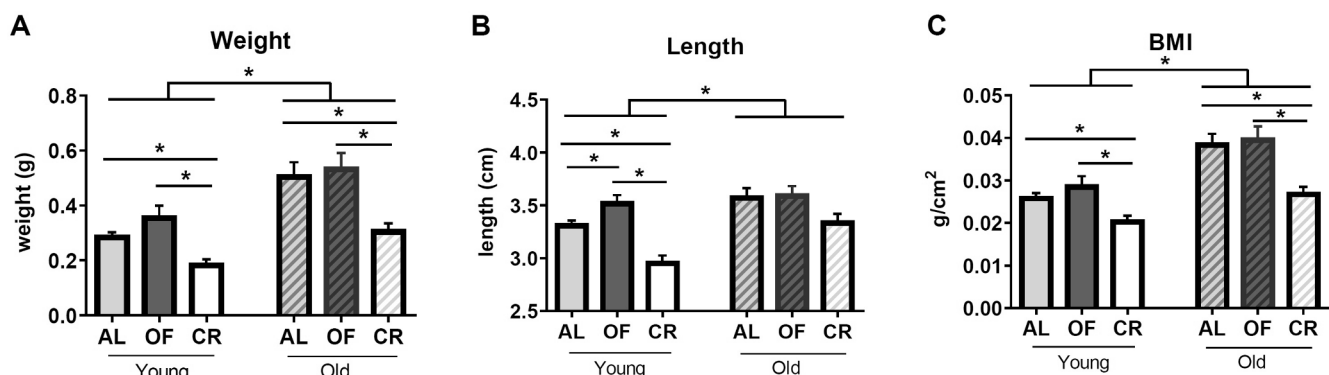 A
Weight
*
*
*
*
*
weight (g)
0.8
0.6
0.4
0.2
0.0
AL OF CR AL OF CR
Young Old
B
Length
*
*
*
*
length (cm)
4.5
4.0
3.5
3.0
2.5
AL OF CR AL OF CR
Young Old
C
BMI
*
*
*
*
*
g/cm²
0.05
0.04
0.03
0.02
0.01
0.00
AL OF CR AL OF CR
Young Old